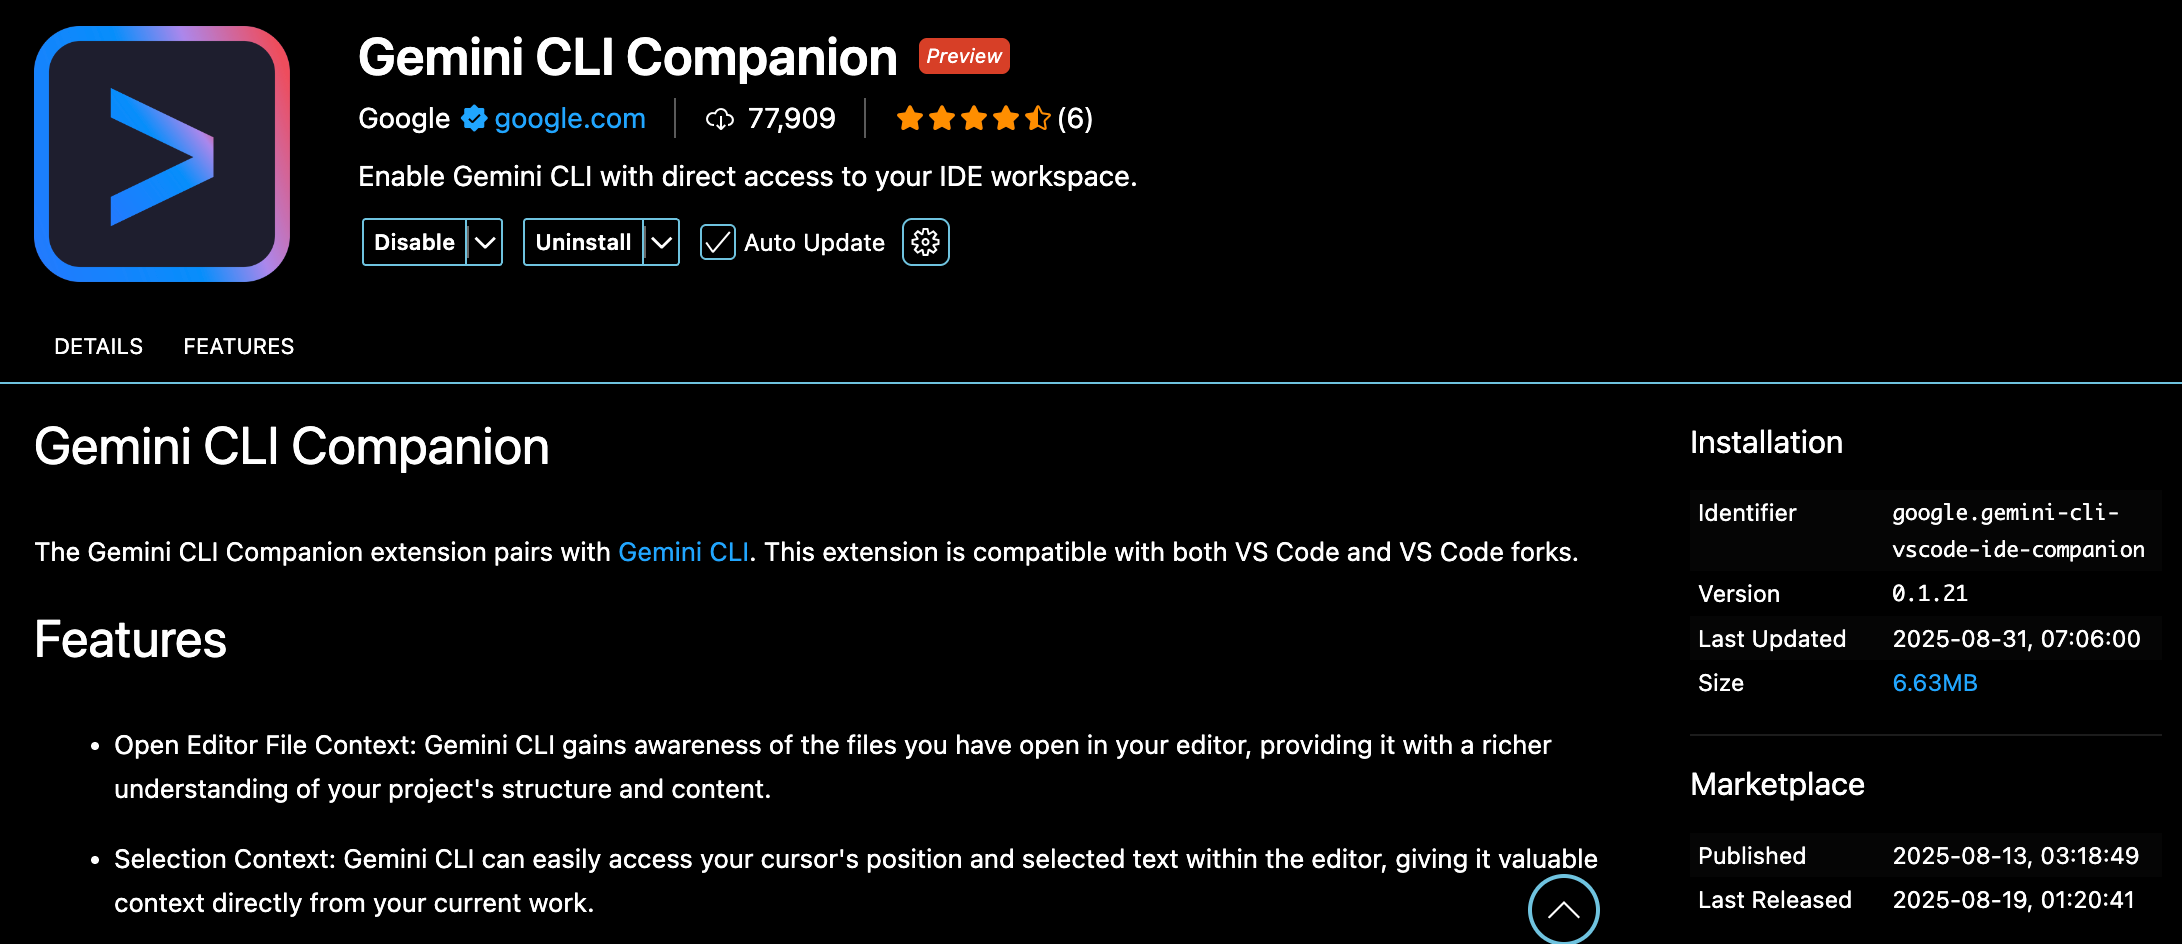 Gemini CLI Companion Preview
Google google.com 77,909 (6)
Enable Gemini CLI with direct access to your IDE workspace.
Disable Uninstall Auto Update
DETAILS FEATURES
Gemini CLI Companion
The Gemini CLI Companion extension pairs with Gemini CLI. This extension is compatible with both VS Code and VS Code forks.
Features
• Open Editor File Context: Gemini CLI gains awareness of the files you have open in your editor, providing it with a richer
understanding of your project's structure and content.
• Selection Context: Gemini CLI can easily access your cursor's position and selected text within the editor, giving it valuable
context directly from your current work.
Installation
Identifier google.gemini-cli-
vscode-ide-companion
Version 0.1.21
Last Updated 2025-08-31, 07:06:00
Size 6.63MB
Marketplace
Published 2025-08-13, 03:18:49
Last Released 2025-08-19, 01:20:41